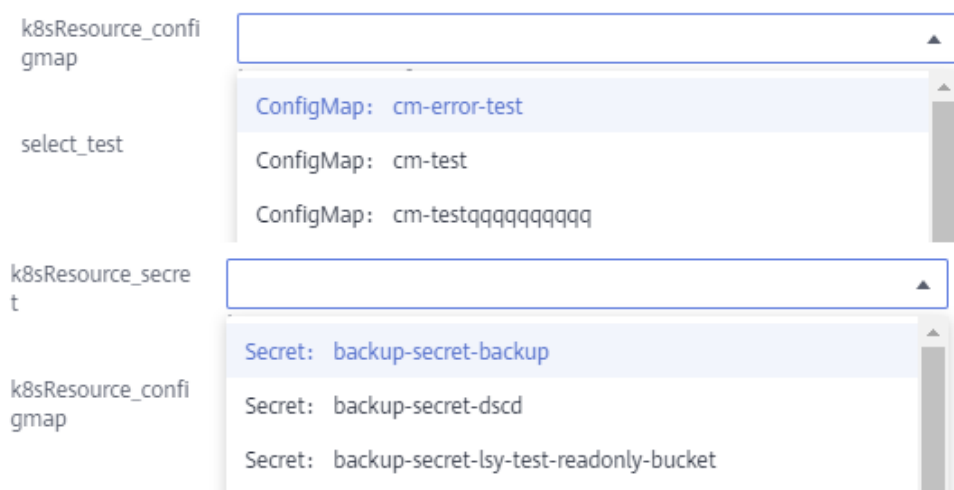 k8sResource_confi
gmap
ConfigMap： cm-error-test
select_test
ConfigMap： cm-test
ConfigMap： cm-testqqqqqqqqqq
k8sResource_secre
t
Secret： backup-secret-backup
Secret： backup-secret-dscd
k8sResource_confi
gmap
Secret： backup-secret-lsy-test-readonly-bucket